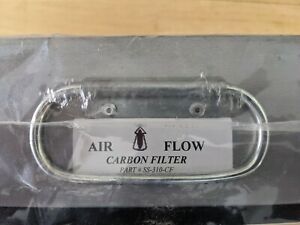 AIR FLOW
CARBON FILTER
PART # SS-310-CF